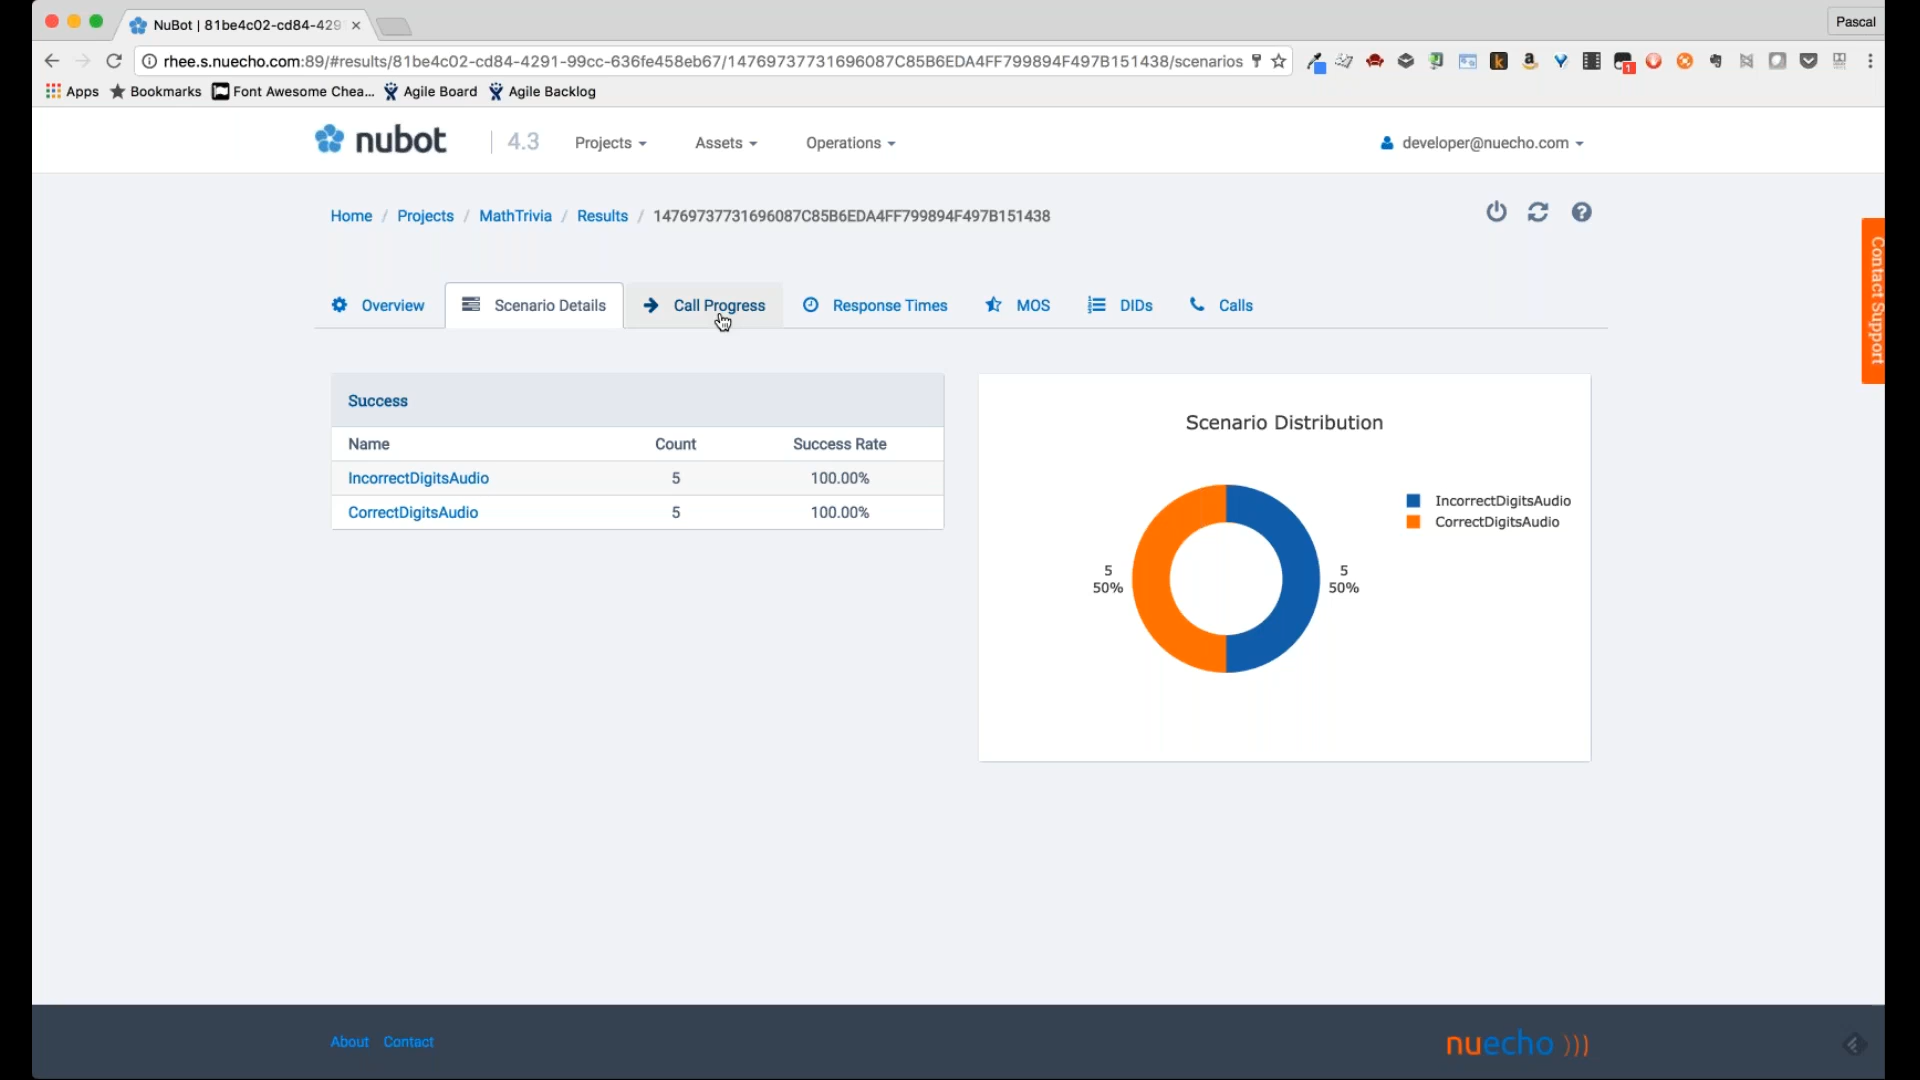 NuBot | 81be4c02-cd84-429
Pascal
rhee.s.nuecho.com:89/#results/81be4c02-cd84-4291-99cc-636fe458eb67/14769737731696087C85B6EDA4FF799894F497B151438/scenarios
Apps Bookmarks Font Awesome Chea... Agile Board Agile Backlog
nubot | 4.3 Projects Assets Operations developer@nuecho.com
Home / Projects / MathTrivia / Results / 14769737731696087C85B6EDA4FF799894F497B151438
Contact Support
Overview Scenario Details Call Progress Response Times MOS DIDs Calls
Success
Name Count Success Rate
IncorrectDigitsAudio 5 100.00%
CorrectDigitsAudio 5 100.00%
Scenario Distribution
IncorrectDigitsAudio
CorrectDigitsAudio
5 5
50% 50%
About Contact
nuecho )))